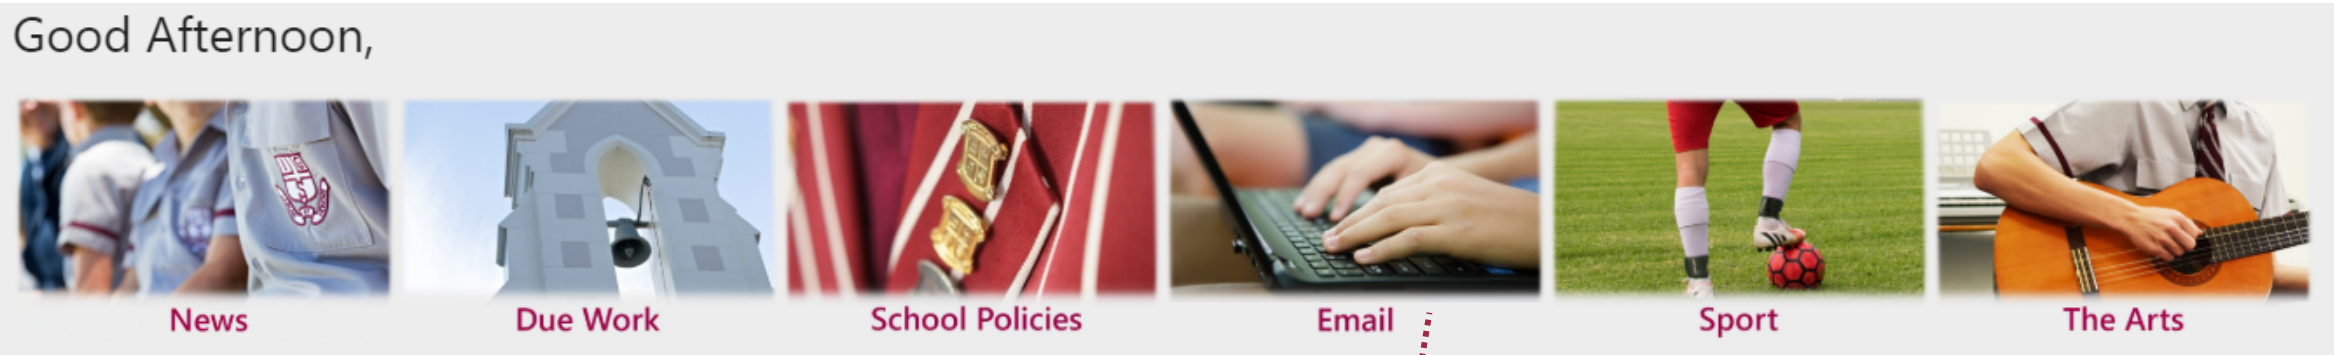 Good Afternoon,
News
Due Work
School Policies
Email
Sport
The Arts